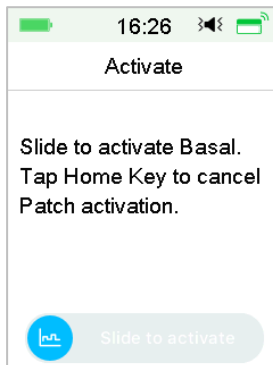 16:26
Activate
Slide to activate Basal.
Tap Home Key to cancel
Patch activation.
Slide to activate